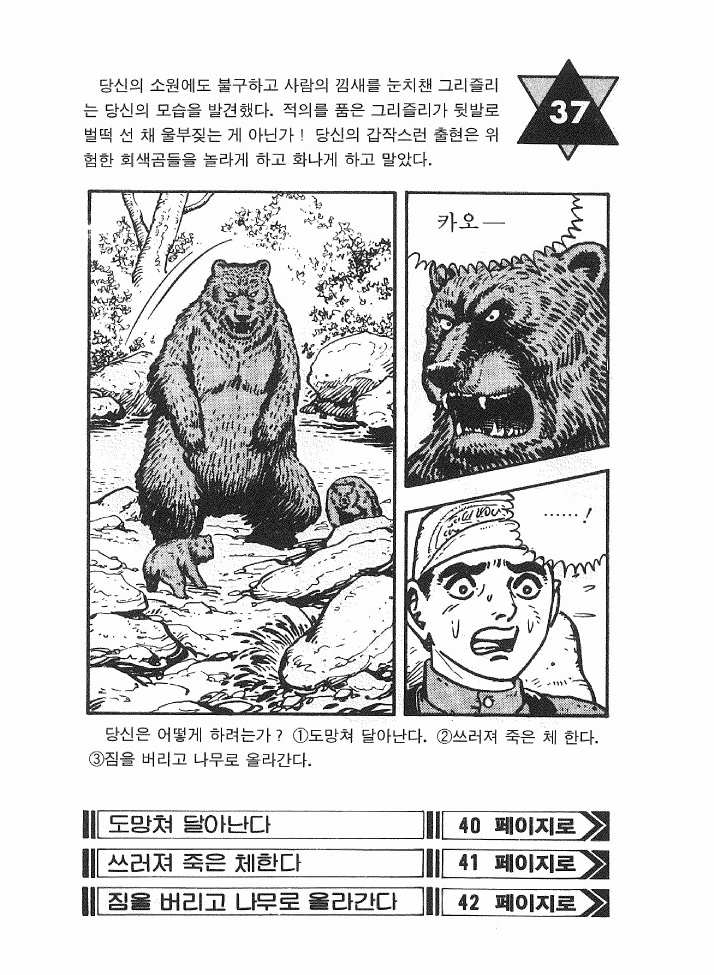 당신의 소원에도 불구하고 사람의 낌새를 눈치챈 그리즐리
는 당신의 모습을 발견했다. 적의를 품은 그리즐리가 뒷발로
벌떡 선 채 울부짖는 게 아닌가! 당신의 갑작스런 출현은 위
험한 회색곰들을 놀라게 하고 화나게 하고 말았다.
37
카오—
……!
당신은 어떻게 하려는가? ①도망쳐 달아난다. ②쓰러져 죽은 체 한다.
③짐을 버리고 나무로 올라간다.
도망쳐 달아난다 40 페이지로
쓰러져 죽은 체한다 41 페이지로
짐을 버리고 나무로 올라간다 42 페이지로